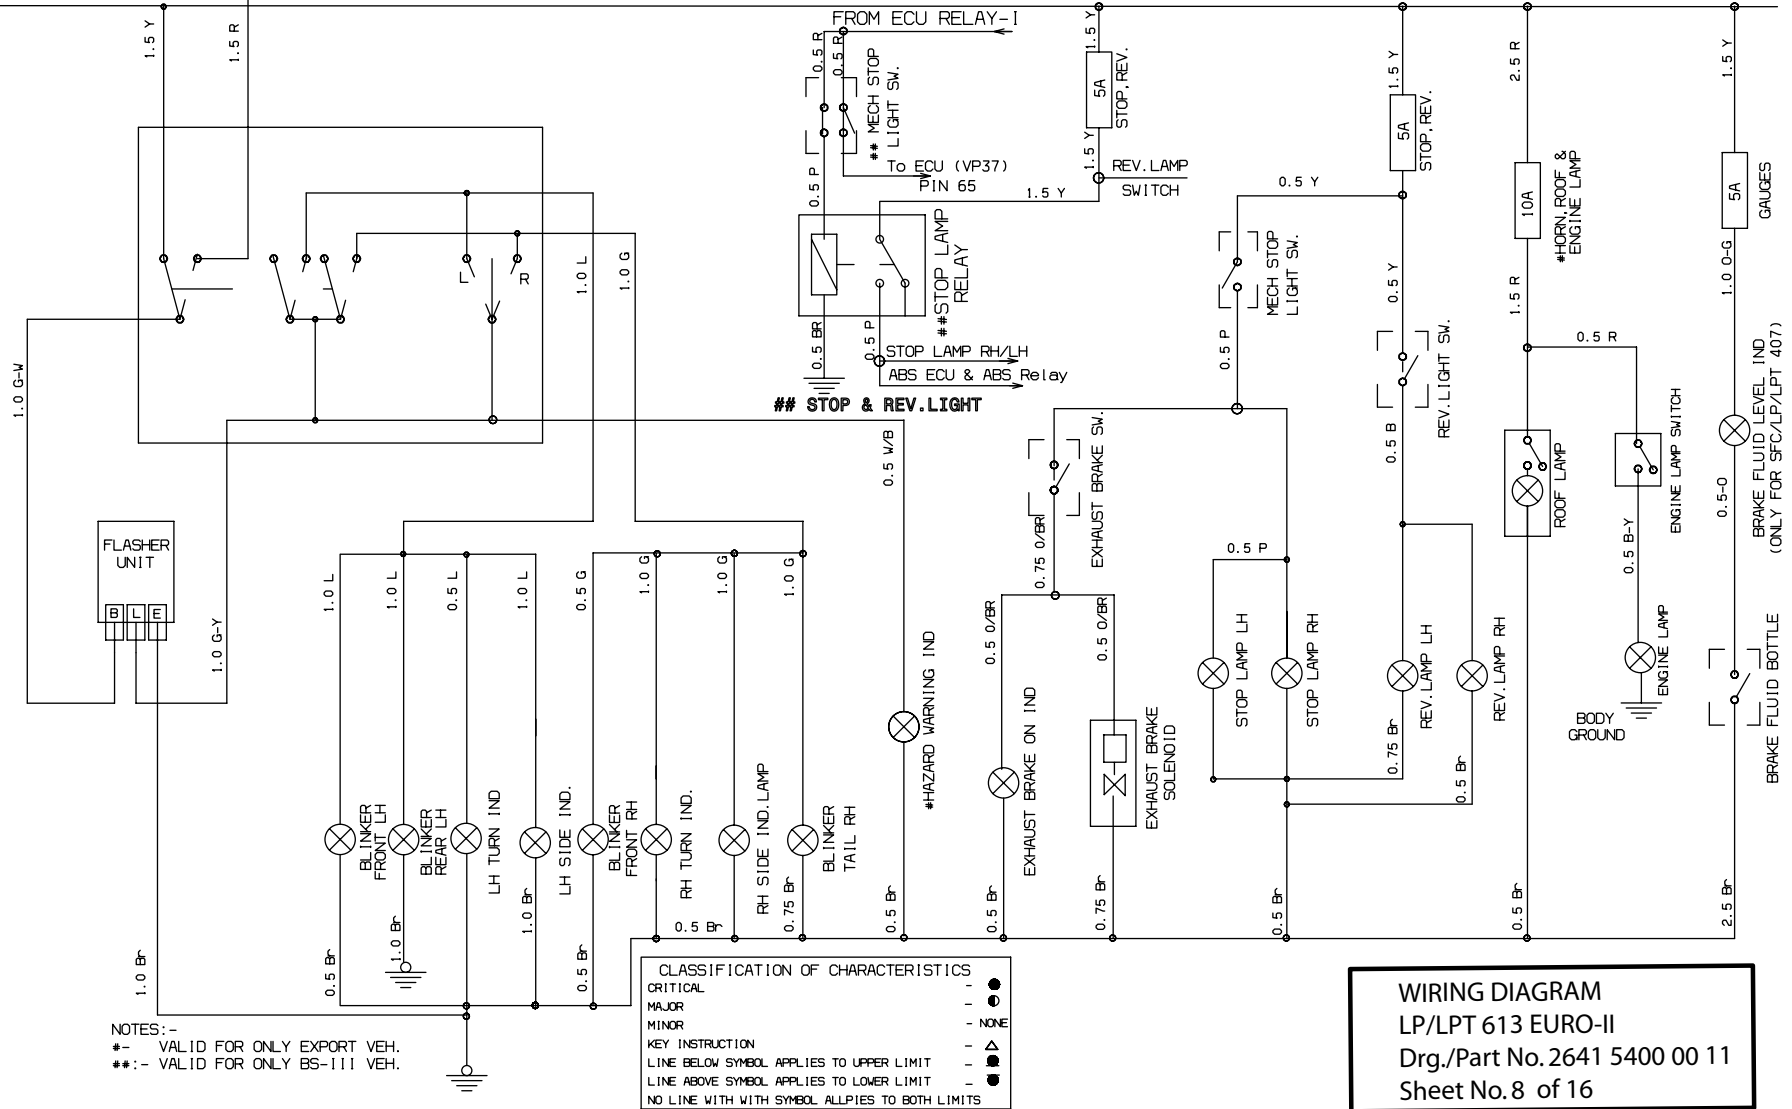 FROM ECU RELAY-I
1.5 Y
1.5 R
0.5 R
0.5 R
## MECH STOP
LIGHT SW.
1.5 Y
5A
STOP,REV.
1.5 Y
1.5 Y
5A
STOP,REV.
2.5 R
10A
#HORN,ROOF &
ENGINE LAMP
1.5 Y
5A
GAUGES
To ECU (VP37)
PIN 65
REV.LAMP
SWITCH
1.5 Y
0.5 P
0.5 Y
L
R
1.0 L
1.0 G
##STOP LAMP
RELAY
MECH STOP
LIGHT SW.
0.5 Y
1.5 R
1.0 O-G
1.0 G-W
0.5 BR
0.5 P
STOP LAMP RH/LH
ABS ECU & ABS Relay
## STOP & REV.LIGHT
0.5 P
REV.LIGHT SW.
0.5 R
BRAKE FLUID LEVEL IND
(ONLY FOR SFC/LP/LPT 407)
0.5 W/B
EXHAUST BRAKE SW.
0.5 B
ROOF LAMP
ENGINE LAMP SWITCH
0.5-O
FLASHER
UNIT
B
L
E
0.75 O/BR
0.5 P
0.5 B-Y
1.0 L
1.0 L
0.5 L
1.0 L
0.5 G
1.0 G
1.0 G
1.0 G
1.0 G-Y
0.5 O/BR
0.5 O/BR
STOP LAMP LH
STOP LAMP RH
REV.LAMP LH
REV.LAMP RH
ENGINE LAMP
BRAKE FLUID BOTTLE
#HAZARD WARNING IND
EXHAUST BRAKE ON IND
EXHAUST BRAKE
SOLENOID
0.75 Br
0.5 Br
BODY
GROUND
BLINKER
FRONT LH
BLINKER
REAR LH
LH TURN IND
LH SIDE IND.
BLINKER
FRONT RH
RH TURN IND.
RH SIDE IND.LAMP
BLINKER
TAIL RH
1.0 Br
0.5 Br
1.0 Br
1.0 Br
0.5 Br
0.5 Br
0.75 Br
0.5 Br
0.5 Br
0.75 Br
0.5 Br
0.5 Br
2.5 Br
NOTES:-
#- VALID FOR ONLY EXPORT VEH.
##:- VALID FOR ONLY BS-III VEH.
CLASSIFICATION OF CHARACTERISTICS
CRITICAL -
MAJOR -
MINOR - NONE
KEY INSTRUCTION -
LINE BELOW SYMBOL APPLIES TO UPPER LIMIT -
LINE ABOVE SYMBOL APPLIES TO LOWER LIMIT -
NO LINE WITH WITH SYMBOL ALLPIES TO BOTH LIMITS
WIRING DIAGRAM
LP/LPT 613 EURO-II
Drg./Part No. 2641 5400 00 11
Sheet No. 8 of 16